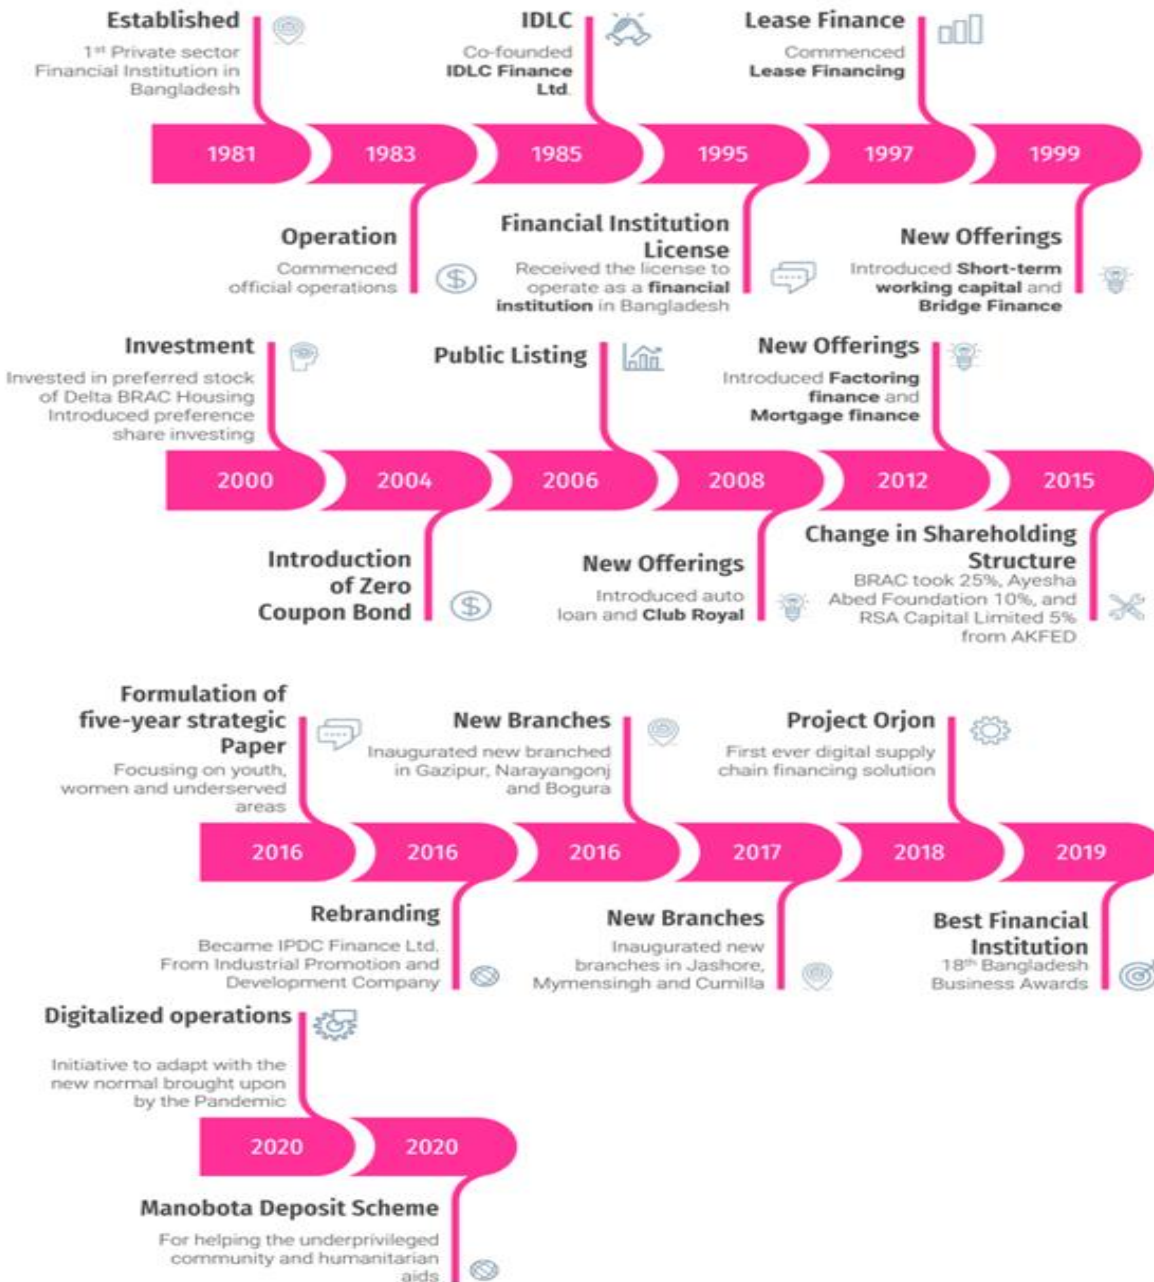 Established
1st Private sector
Financial Institution in
Bangladesh
IDLC
Co-founded
IDLC Finance
Ltd.
Lease Finance
Commenced
Lease Financing
1981
1983
1985
1995
1997
1999
Operation
Commenced
official operations
Financial Institution
License
Received the license to
operate as a financial
institution in Bangladesh
New Offerings
Introduced Short-term
working capital and
Bridge Finance
Investment
Invested in preferred stock
of Delta BRAC Housing
Introduced preference
share investing
Public Listing
New Offerings
Introduced Factoring
finance and
Mortgage finance
2000
2004
2006
2008
2012
2015
Introduction
of Zero
Coupon Bond
New Offerings
Introduced auto
loan and Club Royal
Change in Shareholding
Structure
BRAC took 25%, Ayesha
Abed Foundation 10%, and
RSA Capital Limited 5%
from AKFED
Formulation of
five-year strategic
Paper
Focusing on youth,
women and underserved
areas
New Branches
Inaugurated new branched
in Gazipur, Narayangonj
and Bogura
Project Orjon
First ever digital supply
chain financing solution
2016
2016
2016
2017
2018
2019
Rebranding
Became IPDC Finance Ltd.
From Industrial Promotion and
Development Company
New Branches
Inaugurated new
branches in Jashore,
Mymensingh and Cumilla
Best Financial
Institution
18th Bangladesh
Business Awards
Digitalized operations
Initiative to adapt with the
new normal brought upon
by the Pandemic
2020
2020
Manobota Deposit Scheme
For helping the underprivileged
community and humanitarian
aids